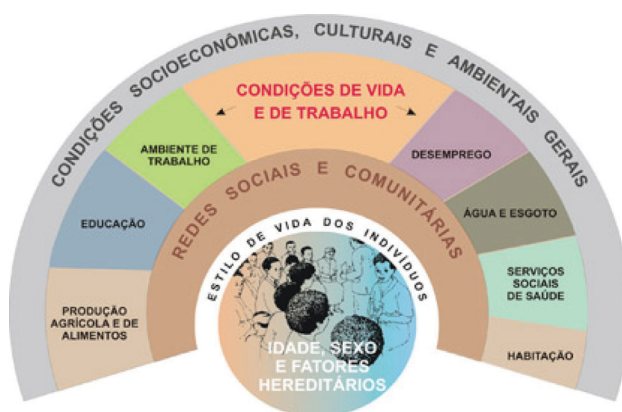 CONDIÇÕES SOCIOECONÔMICAS, CULTURAIS E AMBIENTAIS GERAIS
CONDIÇÕES DE VIDA
E DE TRABALHO
AMBIENTE DE
TRABALHO
DESEMPREGO
REDES SOCIAIS E COMUNITÁRIAS
EDUCAÇÃO
ÁGUA E ESGOTO
ESTILO DE VIDA DOS INDIVÍDUOS
SERVIÇOS
SOCIAIS
DE SAÚDE
PRODUÇÃO
AGRÍCOLA E DE
ALIMENTOS
HABITAÇÃO
IDADE, SEXO
E FATORES
HEREDITÁRIOS